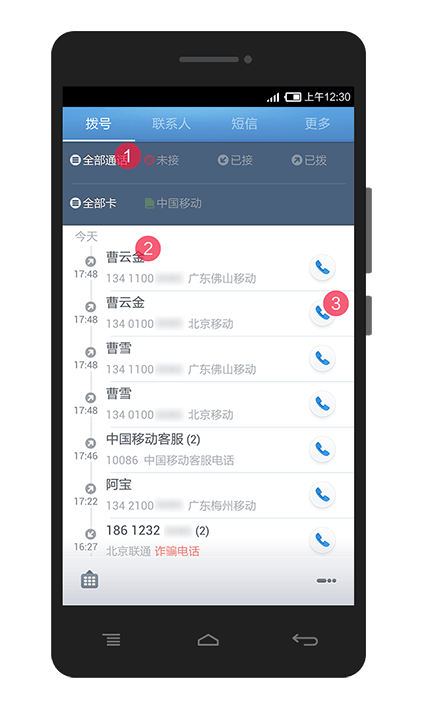 上午12:30
拨号 联系人 短信 更多
全部通话 未接 已接 已拨
1
全部卡 中国移动
今天
曹云金 2
17:48 134 1100 广东佛山移动
曹云金 3
17:48 134 0100 北京移动
曹雪
17:48 134 1100 广东佛山移动
曹雪
17:48 134 0100 北京移动
中国移动客服 (2)
17:46 10086 中国移动客服电话
阿宝
17:22 134 2100 广东梅州移动
186 1232 (2)
16:27 北京联通 诈骗电话